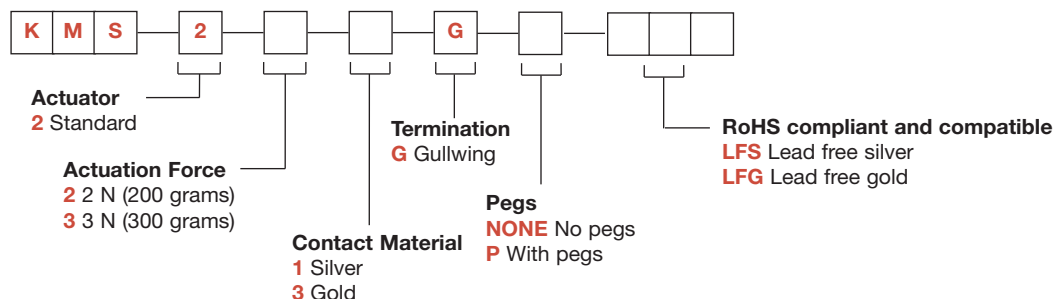 K M S 2 G
Actuator
2 Standard
Actuation Force
2 2 N (200 grams)
3 3 N (300 grams)
Contact Material
1 Silver
3 Gold
Termination
G Gullwing
Pegs
NONE No pegs
P With pegs
RoHS compliant and compatible
LFS Lead free silver
LFG Lead free gold